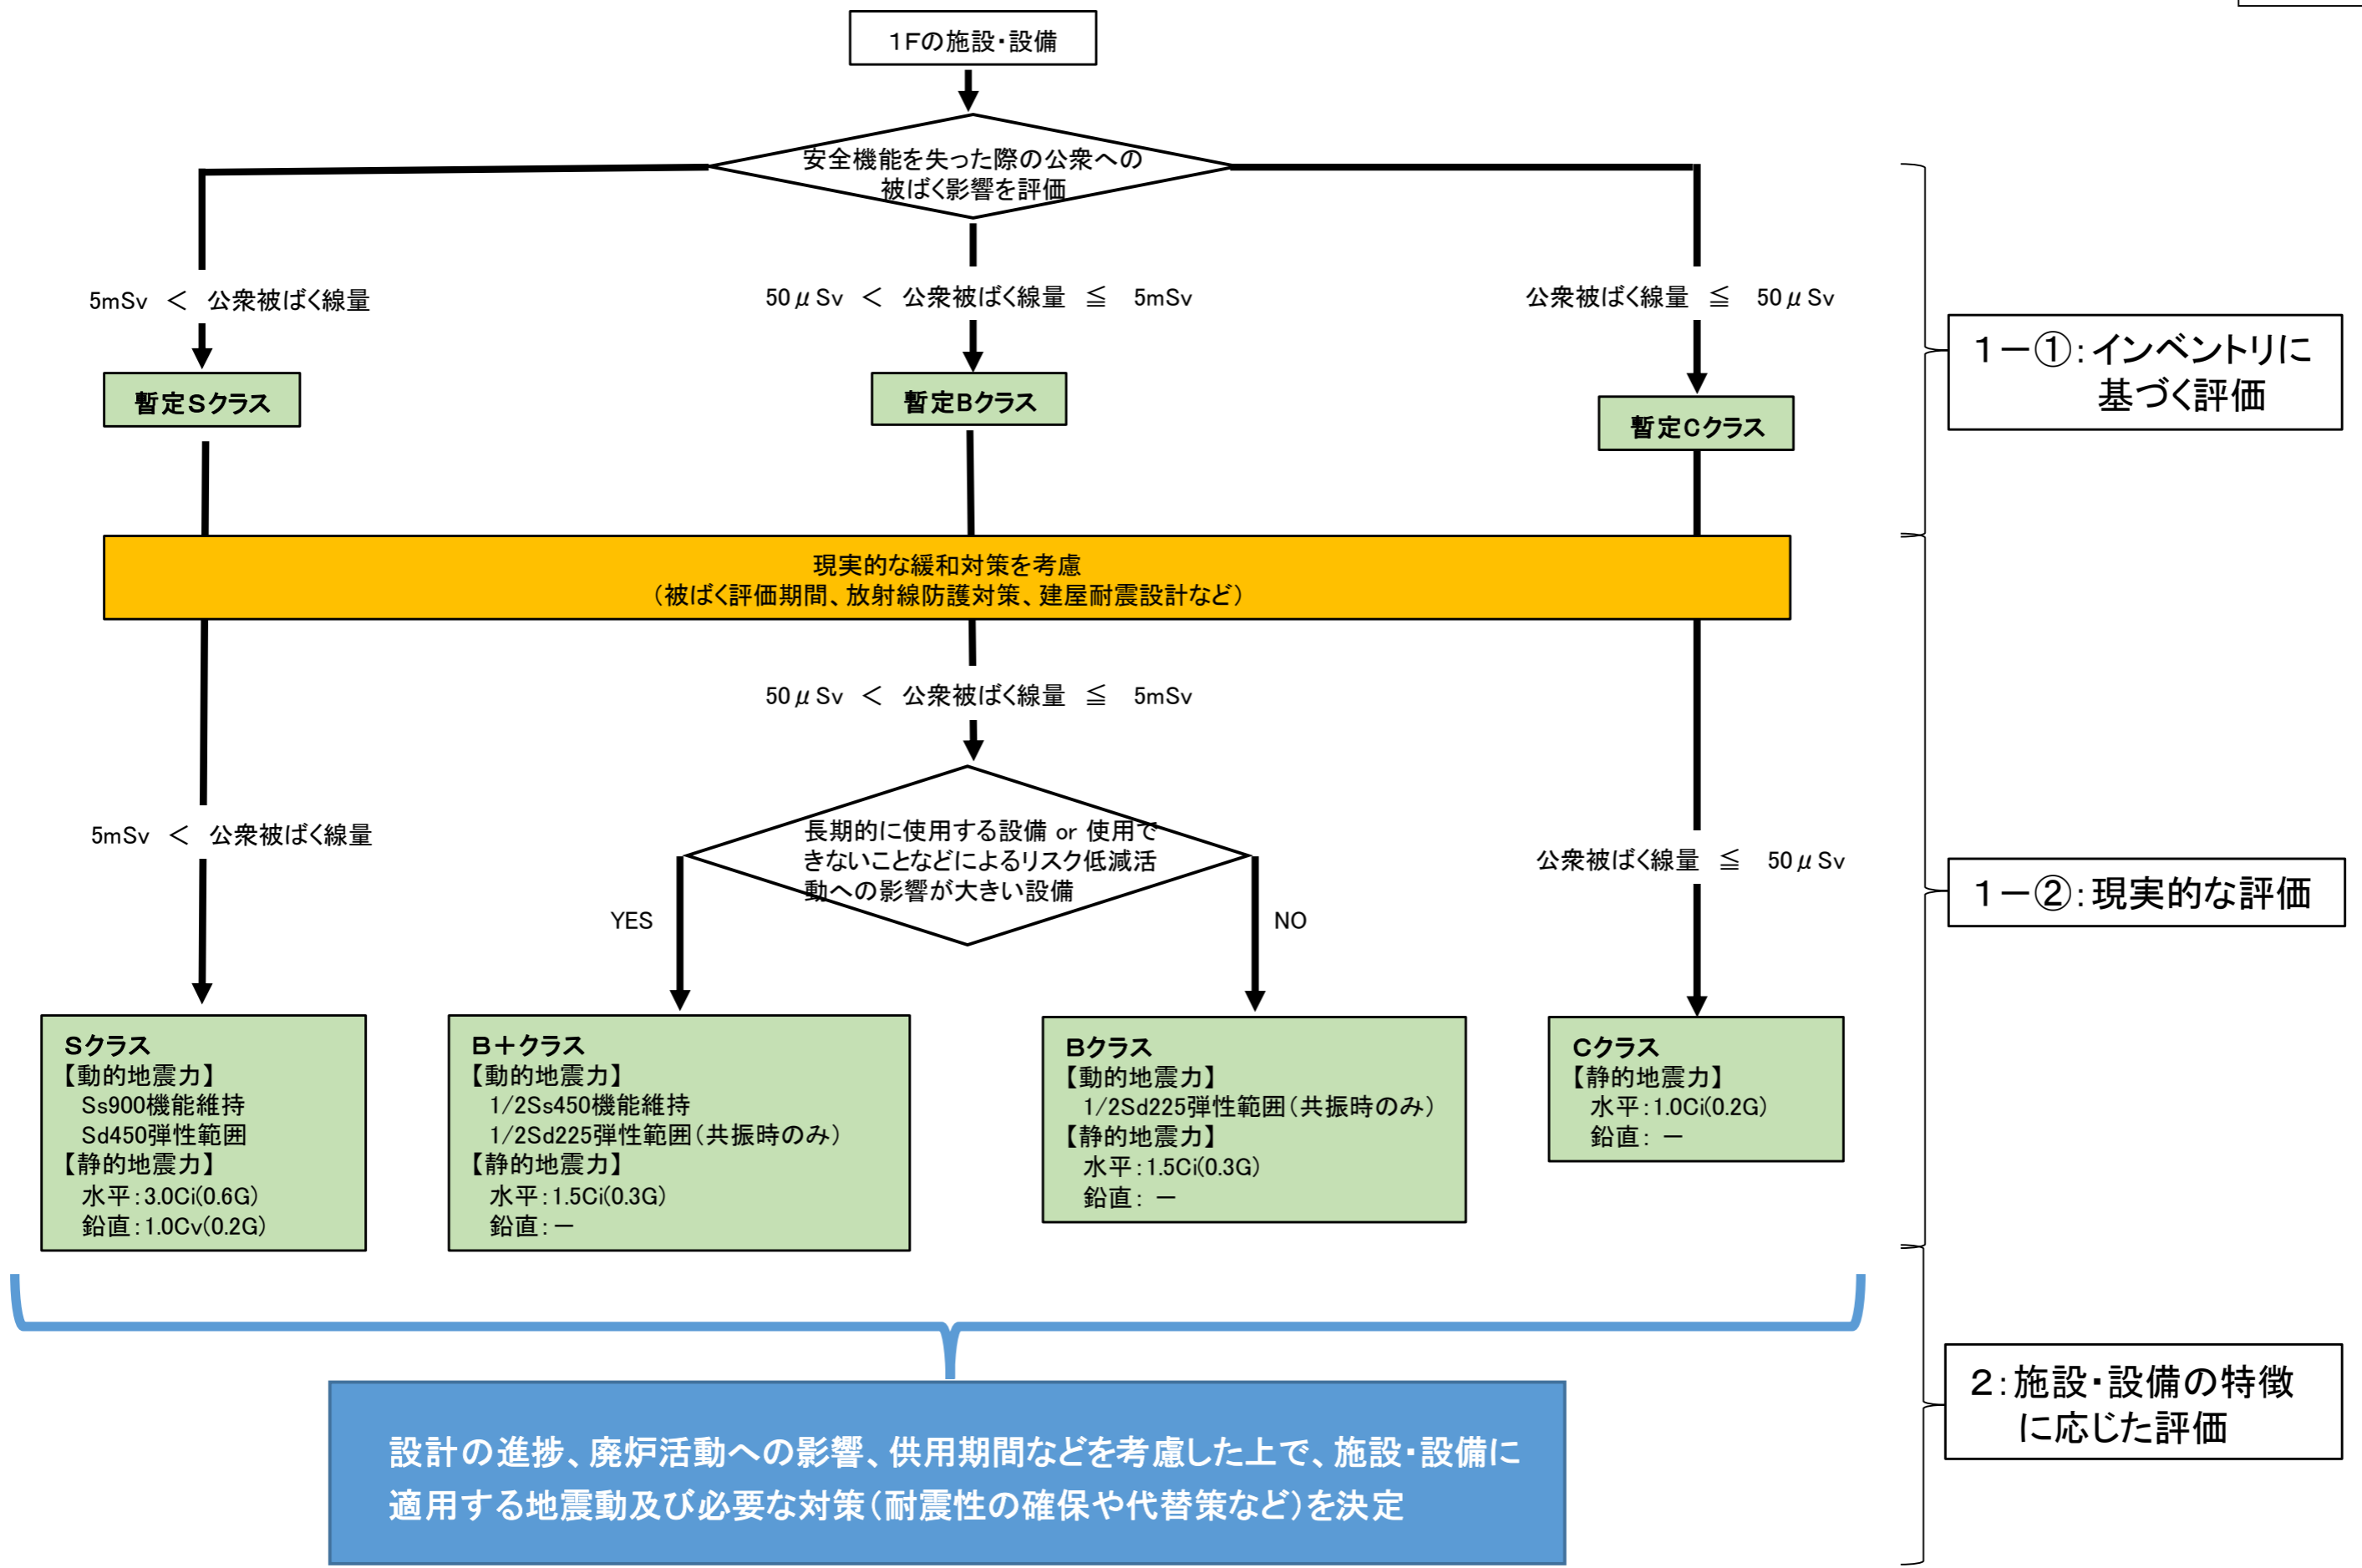 1Fの施設・設備
安全機能を失った際の公衆への
被ばく影響を評価
5mSv ＜ 公衆被ばく線量
50μSv ＜ 公衆被ばく線量 ≦ 5mSv
公衆被ばく線量 ≦ 50μSv
暫定Sクラス
暫定Bクラス
暫定Cクラス
1－①：インベントリに
基づく評価
現実的な緩和対策を考慮
（被ばく評価期間、放射線防護対策、建屋耐震設計など）
50μSv ＜ 公衆被ばく線量 ≦ 5mSv
5mSv ＜ 公衆被ばく線量
長期的に使用する設備 or 使用で
きないことなどによるリスク低減活
動への影響が大きい設備
公衆被ばく線量 ≦ 50μSv
YES
NO
1－②：現実的な評価
Sクラス
【動的地震力】
Ss900機能維持
Sd450弾性範囲
【静的地震力】
水平：3.0Ci(0.6G)
鉛直：1.0Cv(0.2G)
B＋クラス
【動的地震力】
1/2Ss450機能維持
1/2Sd225弾性範囲（共振時のみ）
【静的地震力】
水平：1.5Ci(0.3G)
鉛直：－
Bクラス
【動的地震力】
1/2Sd225弾性範囲（共振時のみ）
【静的地震力】
水平：1.5Ci(0.3G)
鉛直： －
Cクラス
【静的地震力】
水平：1.0Ci(0.2G)
鉛直： －
2：施設・設備の特徴
に応じた評価
設計の進捗、廃炉活動への影響、供用期間などを考慮した上で、施設・設備に
適用する地震動及び必要な対策（耐震性の確保や代替策など）を決定